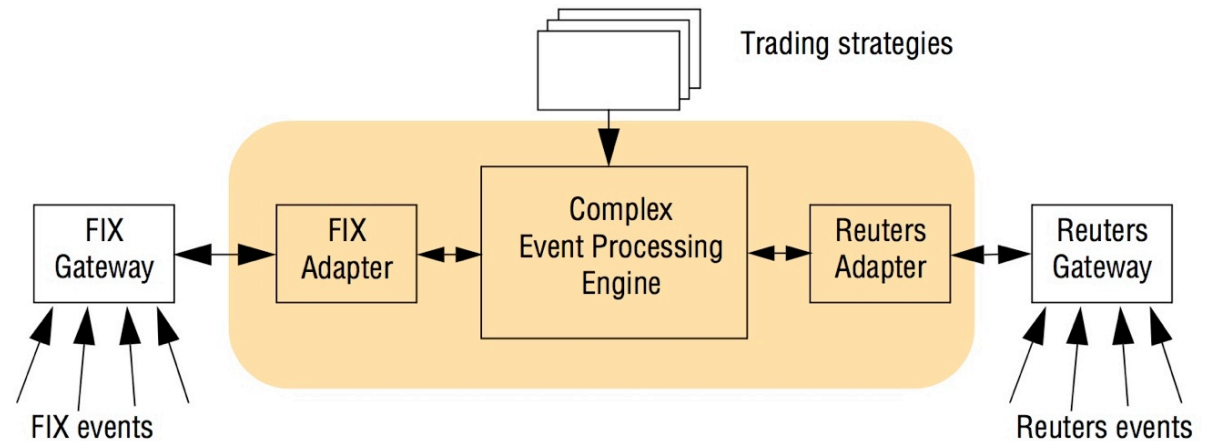 Trading strategies
Complex
Event Processing
Engine
FIX
Gateway
FIX
Adapter
Reuters
Adapter
Reuters
Gateway
FIX events
Reuters events